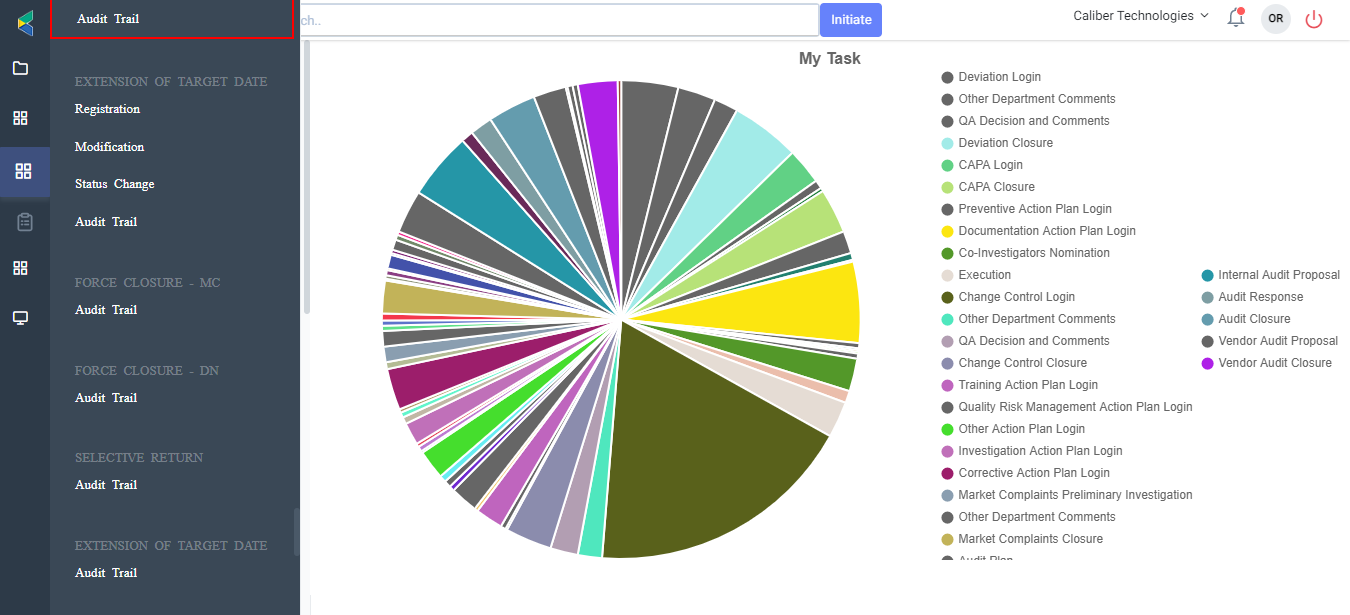 Audit Trail
EXTENSION OF TARGET DATE
Registration
Modification
Status Change
Audit Trail
FORCE CLOSURE - MC
Audit Trail
FORCE CLOSURE - DN
Audit Trail
SELECTIVE RETURN
Audit Trail
EXTENSION OF TARGET DATE
Audit Trail
ch..
Initiate
Caliber Technologies
OR
My Task
Deviation Login
Other Department Comments
QA Decision and Comments
Deviation Closure
CAPA Login
CAPA Closure
Preventive Action Plan Login
Documentation Action Plan Login
Co-Investigators Nomination
Execution
Change Control Login
Other Department Comments
QA Decision and Comments
Change Control Closure
Training Action Plan Login
Quality Risk Management Action Plan Login
Other Action Plan Login
Investigation Action Plan Login
Corrective Action Plan Login
Market Complaints Preliminary Investigation
Other Department Comments
Market Complaints Closure
Audit Plan
Internal Audit Proposal
Audit Response
Audit Closure
Vendor Audit Proposal
Vendor Audit Closure